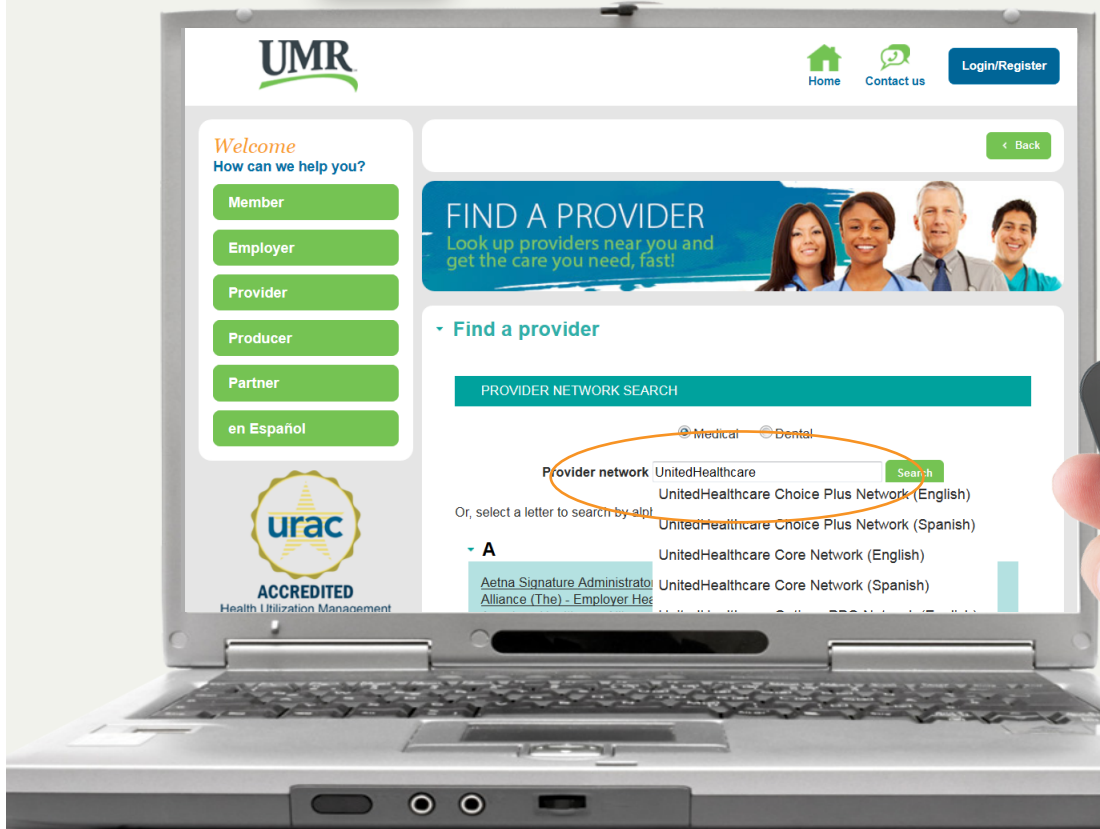 UMR
Home
Contact us
Login/Register
Welcome
How can we help you?
Member
Employer
Provider
Producer
Partner
en Español
urac
ACCREDITED
Health Utilization Management
‹ Back
FIND A PROVIDER
Look up providers near you and
get the care you need, fast!
Find a provider
PROVIDER NETWORK SEARCH
Medical
Dental
Provider network UnitedHealthcare
Search
UnitedHealthcare Choice Plus Network (English)
Or, select a letter to search by
UnitedHealthcare Choice Plus Network (Spanish)
A
UnitedHealthcare Core Network (English)
Aetna Signature
UnitedHealthcare Core Network (Spanish)
Alliance (The) - Employer